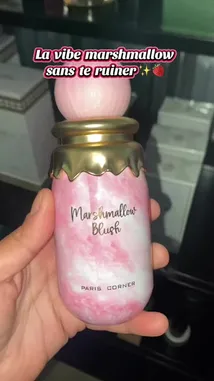 La vibe marshmallow
sans te ruiner✨🍓
Marshmallow
Blush
PARIS CORNER